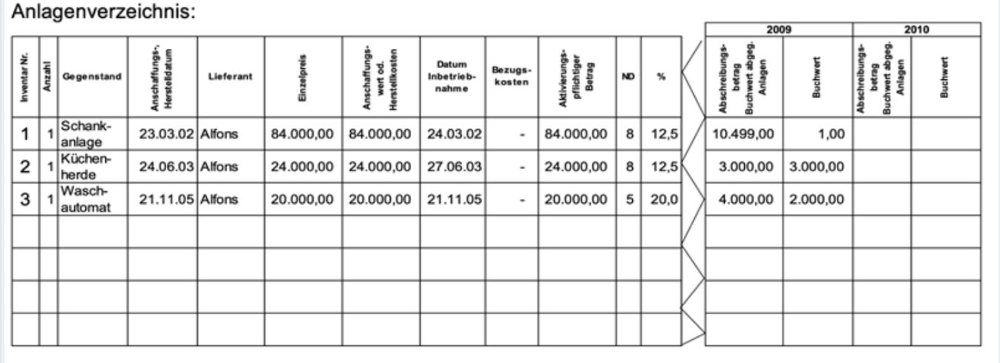 Anlagenverzeichnis:
2009 2010
Inventar Nr. Anzahl Gegenstand Anschaffungs-, Herstelldatum Lieferant Einzelpreis Anschaffungs- wert od. Herstellkosten Datum Inbetrieb- nahme Bezugs- kosten Aktivierungs- pflichtiger Betrag ND % Abschreibungs- betrag Buchwert abgeg. Anlagen Buchwert Abschreibungs- betrag Buchwert abgeg. Anlagen Buchwert
1 1 Schank- anlage 23.03.02 Alfons 84.000,00 84.000,00 24.03.02 - 84.000,00 8 12,5 10.499,00 1,00
2 1 Küchen- herde 24.06.03 Alfons 24.000,00 24.000,00 27.06.03 - 24.000,00 8 12,5 3.000,00 3.000,00
3 1 Wasch- automat 21.11.05 Alfons 20.000,00 20.000,00 21.11.05 - 20.000,00 5 20,0 4.000,00 2.000,00